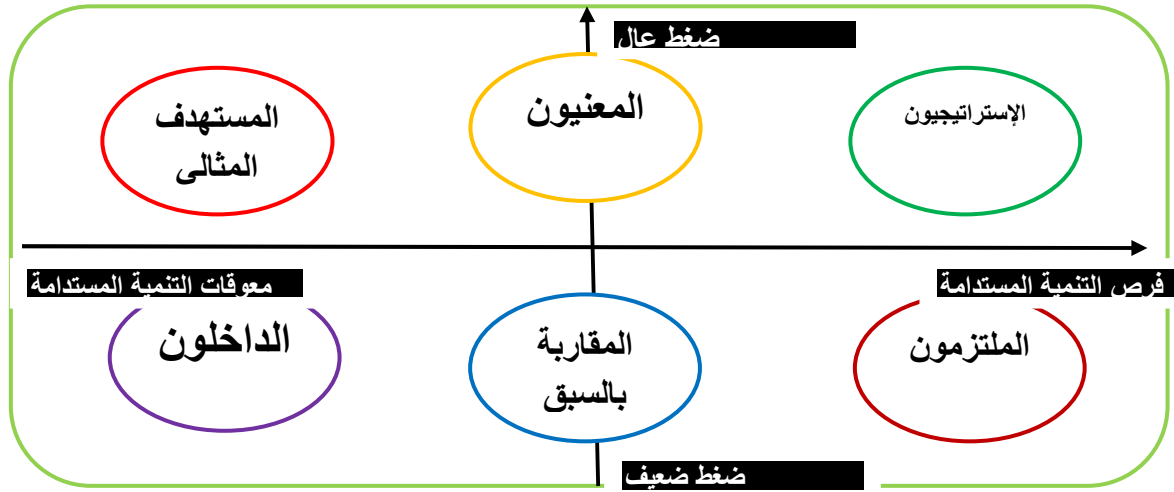 ضغط عال
الإستراتيجيون
المعنيون
المستهدف
المثالى
فرص التنمية المستدامة
معوقات التنمية المستدامة
الملتزمون
المقاربة
بالسبق
الداخلون
ضغط ضعيف